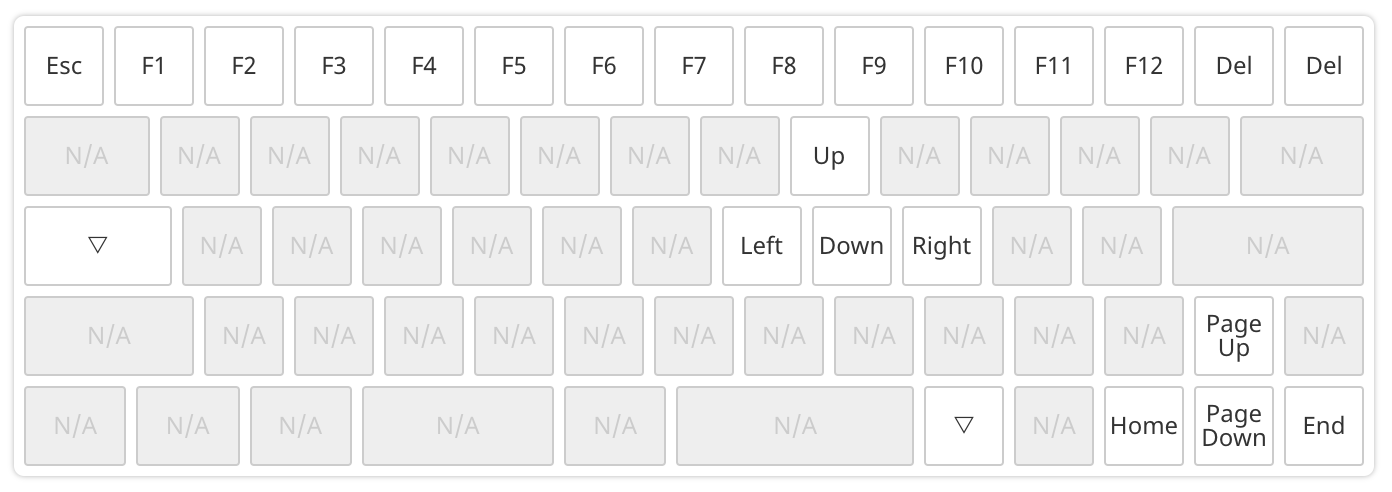 Esc F1 F2 F3 F4 F5 F6 F7 F8 F9 F10 F11 F12 Del Del
N/A N/A N/A N/A N/A N/A N/A N/A Up N/A N/A N/A N/A N/A
▽ N/A N/A N/A N/A N/A N/A Left Down Right N/A N/A N/A
N/A N/A N/A N/A N/A N/A N/A N/A N/A N/A N/A N/A Page Up N/A
N/A N/A N/A N/A N/A N/A ▽ N/A Home Page Down End